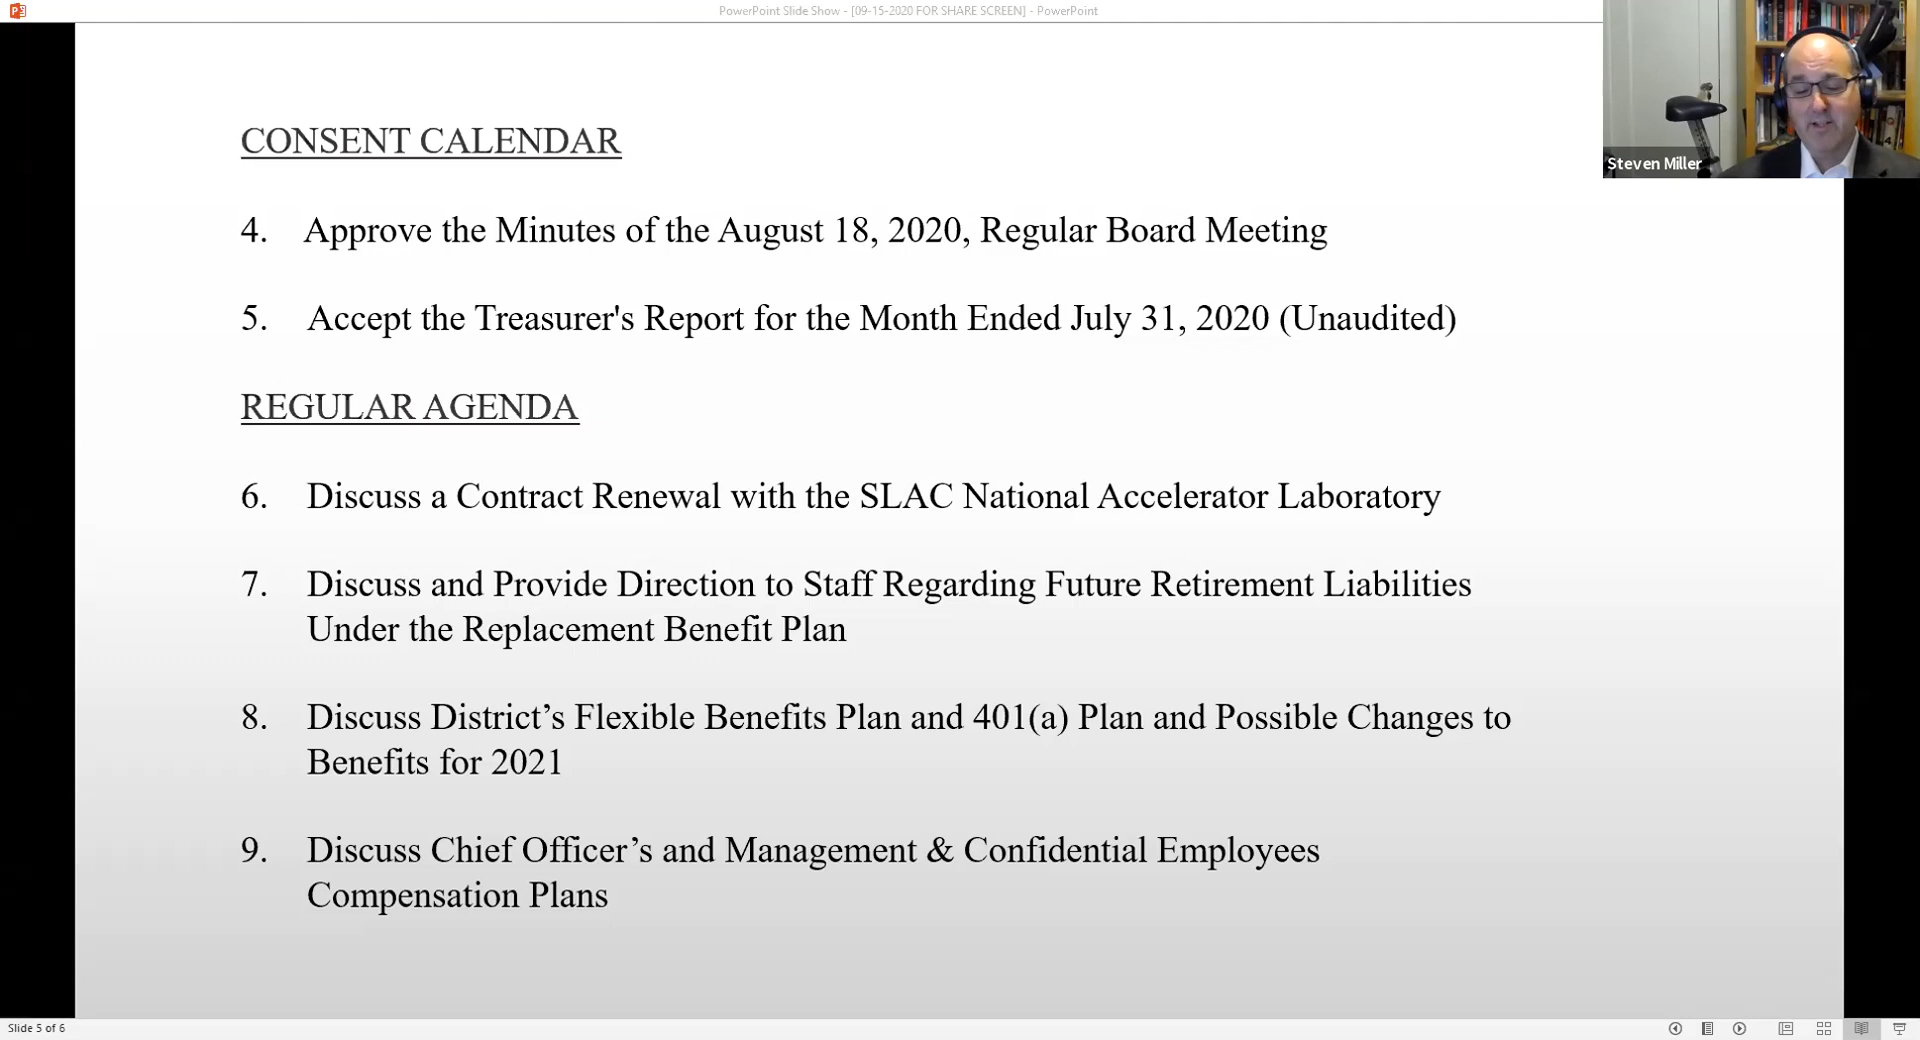 PowerPoint Slide Show - [09-15-2020 FOR SHARE SCREEN] - PowerPoint
Steven Miller
CONSENT CALENDAR
4. Approve the Minutes of the August 18, 2020, Regular Board Meeting
5. Accept the Treasurer's Report for the Month Ended July 31, 2020 (Unaudited)
REGULAR AGENDA
6. Discuss a Contract Renewal with the SLAC National Accelerator Laboratory
7. Discuss and Provide Direction to Staff Regarding Future Retirement Liabilities
Under the Replacement Benefit Plan
8. Discuss District’s Flexible Benefits Plan and 401(a) Plan and Possible Changes to
Benefits for 2021
9. Discuss Chief Officer’s and Management & Confidential Employees
Compensation Plans
Slide 5 of 6